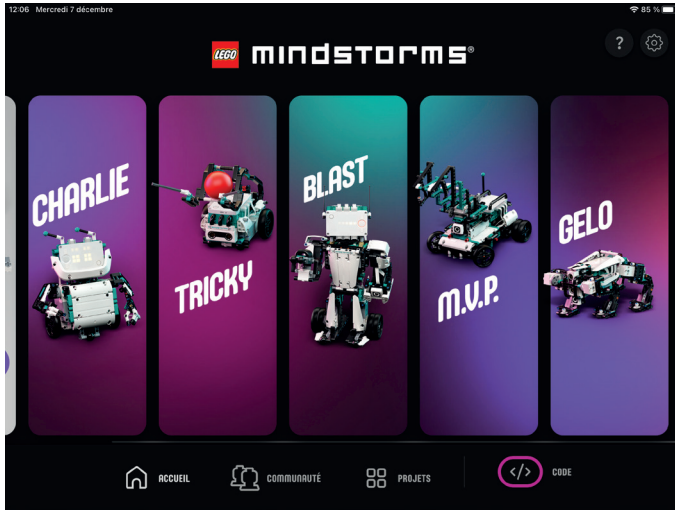 12:06 Mercredi 7 décembre
85 %
LEGO MINDSTORMS®
?
CHARLIE
TRICKY
BLAST
M.V.P.
GELO
ACCUEIL
COMMUNAUTÉ
PROJETS
</> CODE